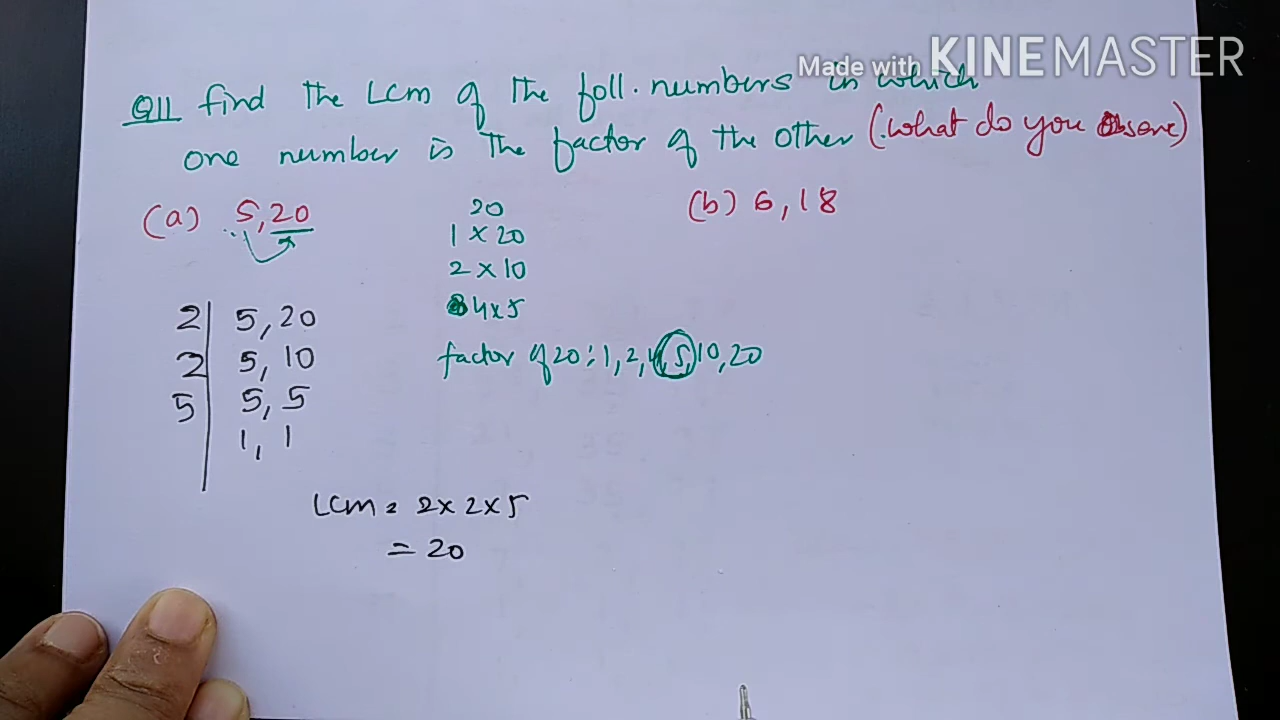 Made with KINEMASTER
Q11 find the LCM of the foll. numbers in which
one number is the factor of the other (what do you Obsere)
(a) 5, 20
20
1 x 20
2 x 10
4 x 5
factor of 20 : 1, 2, 4, 5, 10, 20
2 | 5, 20
2 | 5, 10
5 | 5, 5
1, 1
LCM = 2 x 2 x 5
= 20
(b) 6, 18